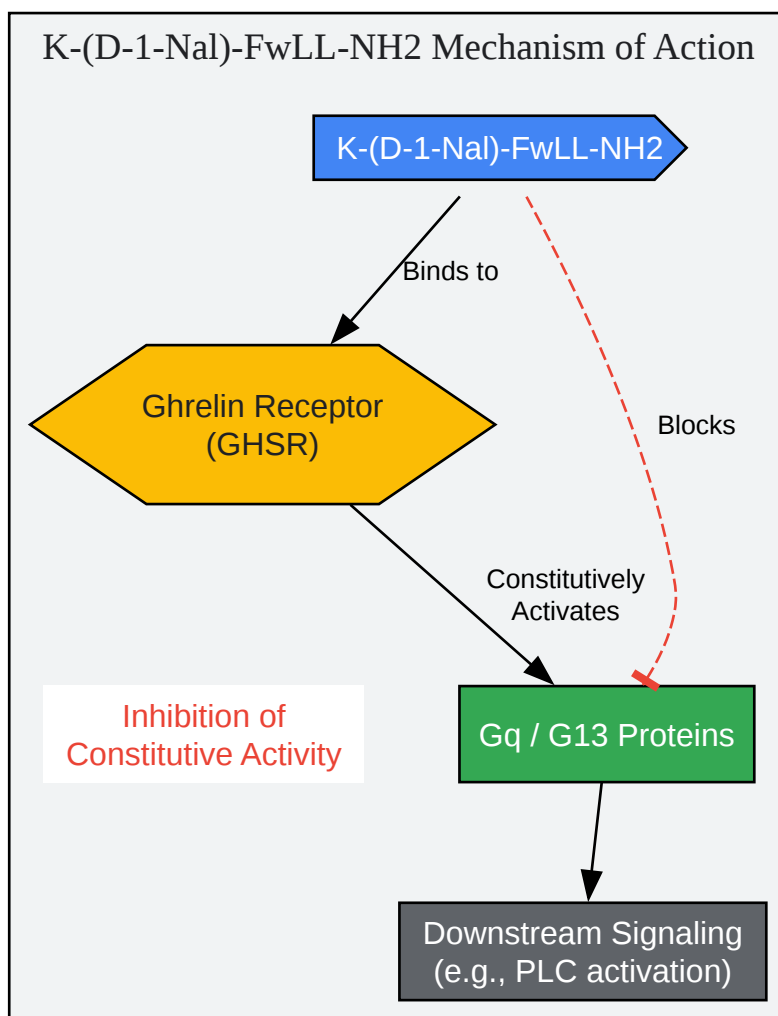 K-(D-1-Nal)-FwLL-NH2 Mechanism of Action
K-(D-1-Nal)-FwLL-NH2
Binds to
Ghrelin Receptor
(GHSR)
Blocks
Constitutively
Activates
Inhibition of
Constitutive Activity
Gq / G13 Proteins
Downstream Signaling
(e.g., PLC activation)